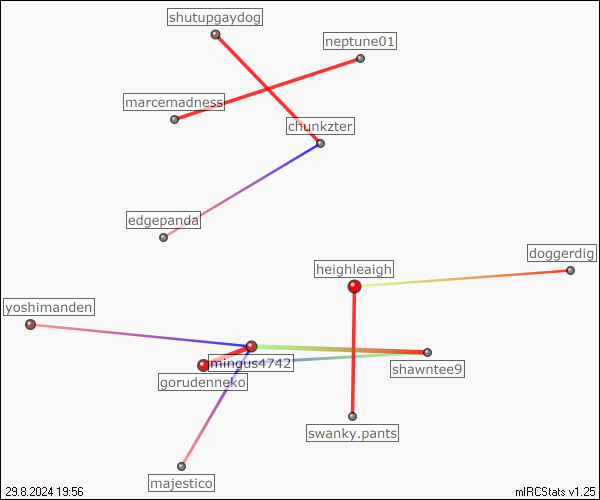 shutupgaydog
neptune01
marcemadness
chunkzter
edgepanda
doggerdig
heighleaigh
yoshimanden
mingus4742
shawntee9
gorudenneko
swanky.pants
majestico
29.8.2024 19:56
mIRCStats v1.25